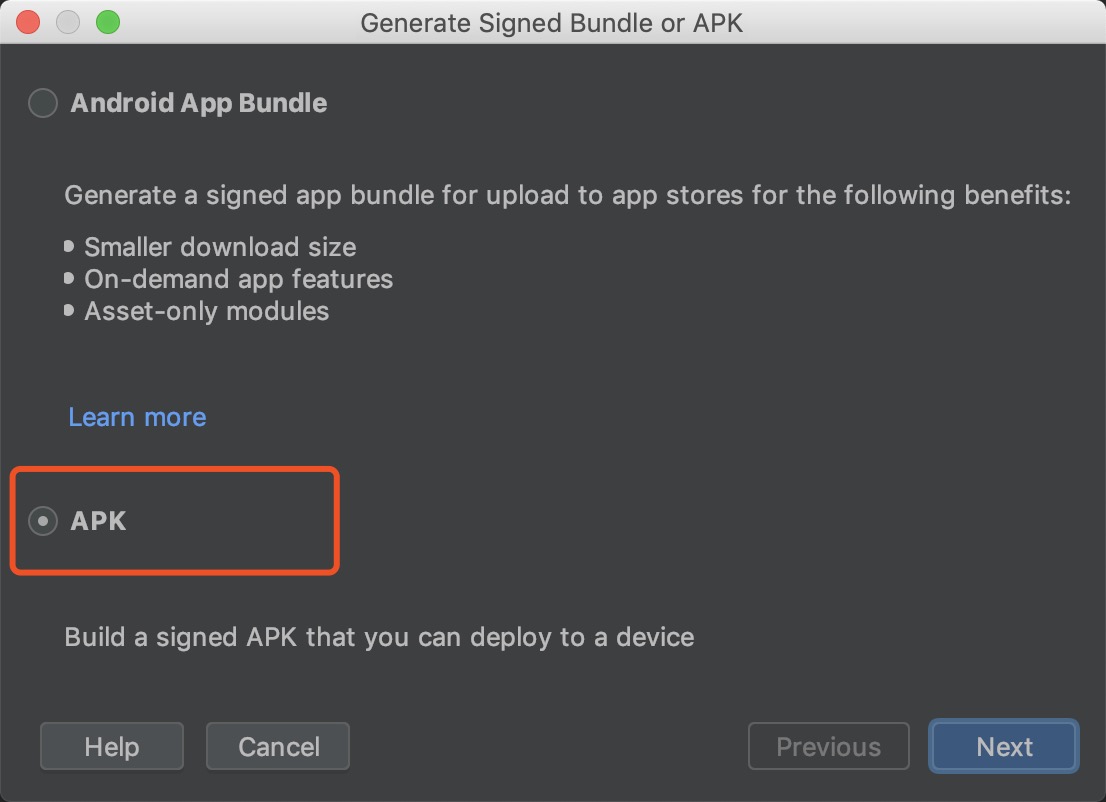 Generate Signed Bundle or APK
Android App Bundle
Generate a signed app bundle for upload to app stores for the following benefits:
Smaller download size
On-demand app features
Asset-only modules
Learn more
APK
Build a signed APK that you can deploy to a device
Help Cancel Previous Next